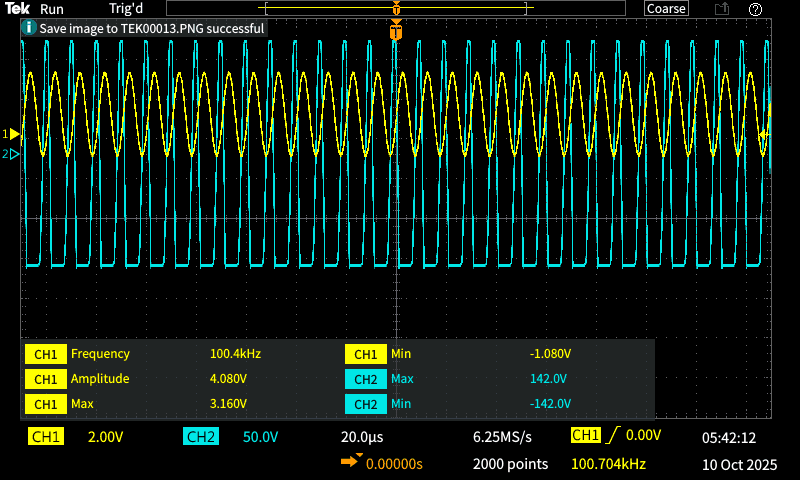 Tek Run Trig'd T Coarse ?
i Save image to TEK00013.PNG successful
T
1
2
CH1 Frequency 100.4kHz CH1 Min -1.080V
CH1 Amplitude 4.080V CH2 Max 142.0V
CH1 Max 3.160V CH2 Min -142.0V
CH1 2.00V CH2 50.0V 20.0µs 6.25MS/s CH1 0.00V 05:42:12
0.00000s 2000 points 100.704kHz 10 Oct 2025